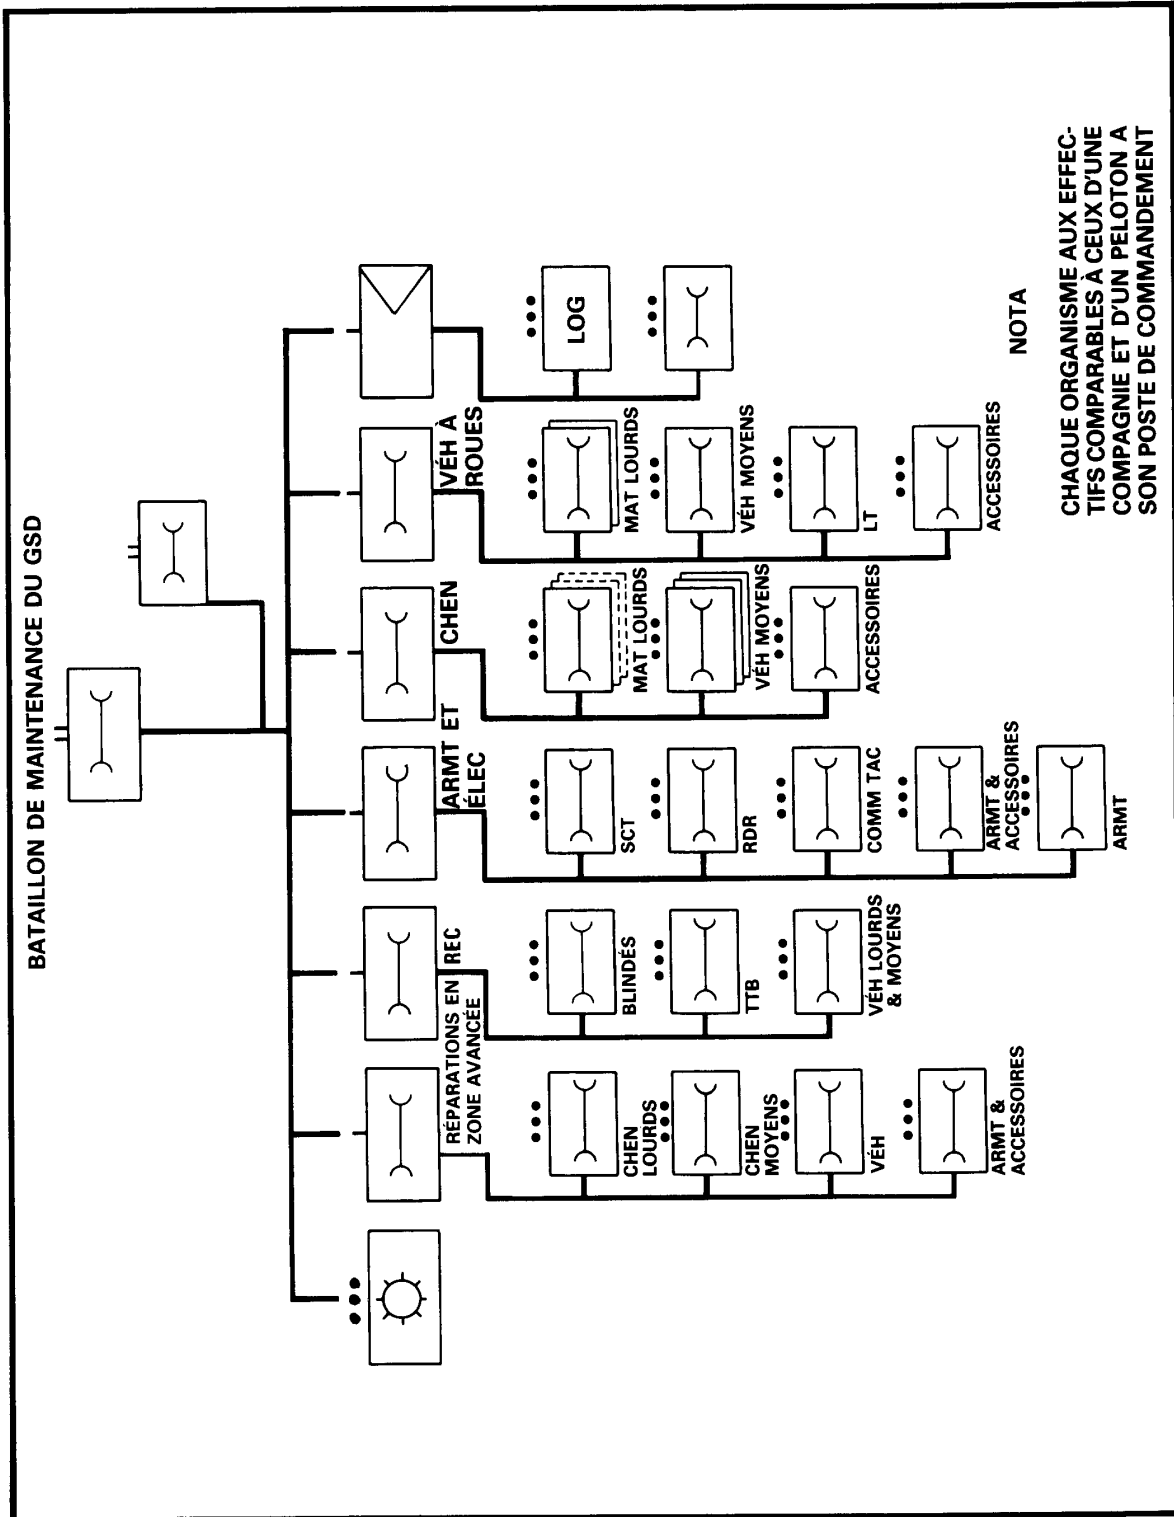 BATAILLON DE MAINTENANCE DU GSD
RÉPARATIONS EN
ZONE AVANCÉE
REC
ARMT ET
ÉLEC
CHEN
VÉH À
ROUES
CHEN
LOURDS
CHEN
MOYENS
VÉH
ARMT &
ACCESSOIRES
BLINDÉS
TTB
VÉH LOURDS
& MOYENS
SCT
RDR
COMM TAC
ARMT &
ACCESSOIRES
ARMT
MAT LOURDS
VÉH MOYENS
ACCESSOIRES
MAT LOURDS
VÉH MOYENS
LT
ACCESSOIRES
LOG
NOTA
CHAQUE ORGANISME AUX EFFEC-
TIFS COMPARABLES À CEUX D'UNE
COMPAGNIE ET D'UN PELOTON A
SON POSTE DE COMMANDEMENT